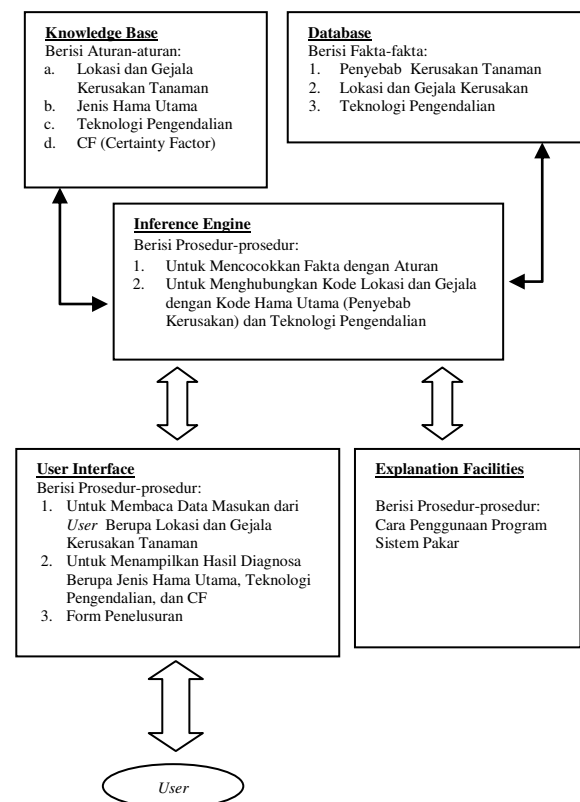 Knowledge Base
Berisi Aturan-aturan:
a. Lokasi dan Gejala
Kerusakan Tanaman
b. Jenis Hama Utama
c. Teknologi Pengendalian
d. CF (Certainty Factor)
Database
Berisi Fakta-fakta:
1. Penyebab Kerusakan Tanaman
2. Lokasi dan Gejala Kerusakan
3. Teknologi Pengendalian
Inference Engine
Berisi Prosedur-prosedur:
1. Untuk Mencocokkan Fakta dengan Aturan
2. Untuk Menghubungkan Kode Lokasi dan Gejala
dengan Kode Hama Utama (Penyebab
Kerusakan) dan Teknologi Pengendalian
User Interface
Berisi Prosedur-prosedur:
1. Untuk Membaca Data Masukan dari
User Berupa Lokasi dan Gejala
Kerusakan Tanaman
2. Untuk Menampilkan Hasil Diagnosa
Berupa Jenis Hama Utama, Teknologi
Pengendalian, dan CF
3. Form Penelusuran
Explanation Facilities
Berisi Prosedur-prosedur:
Cara Penggunaan Program
Sistem Pakar
User